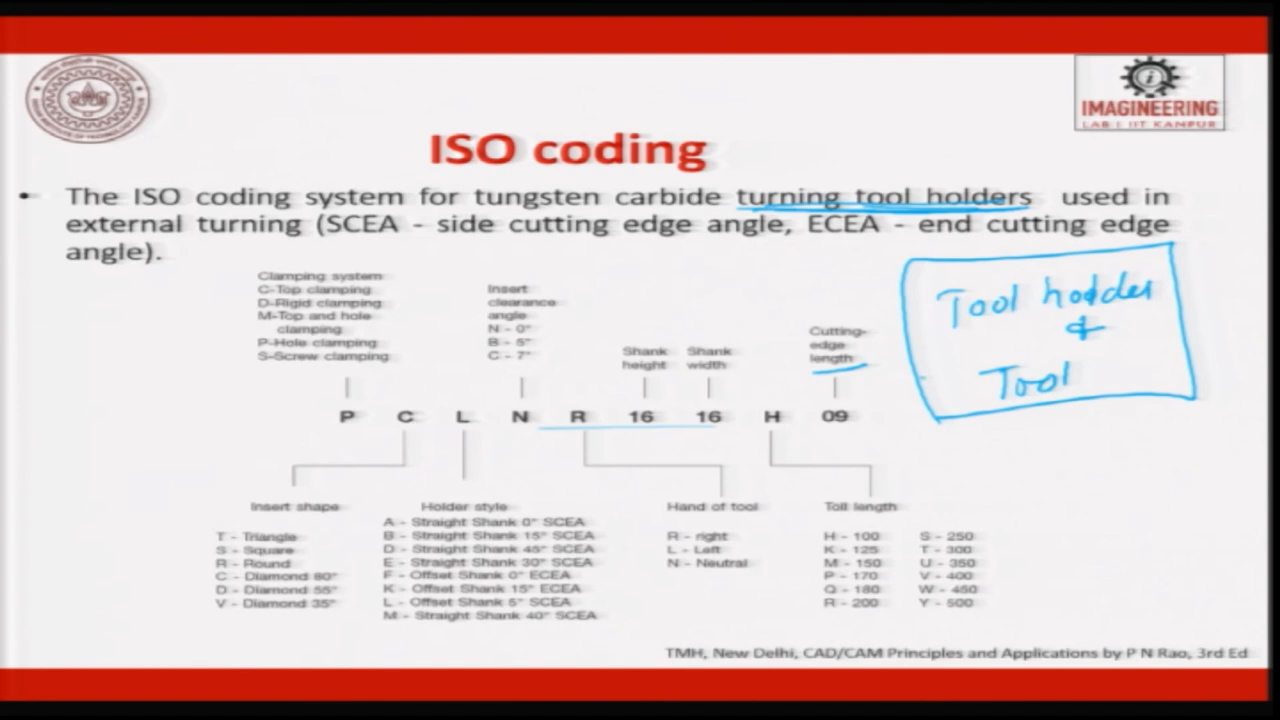 IMAGINEERING
LAB : IIT KANPUR
ISO coding
• The ISO coding system for tungsten carbide turning tool holders used in
external turning (SCEA - side cutting edge angle, ECEA - end cutting edge
angle).
Clamping system
C-Top clamping
D-Rigid clamping
M-Top and hole
clamping
P-Hole clamping
S-Screw clamping
Insert
clearance
angle
N - 0°
B - 5°
C - 7°
Shank
height
Shank
width
Cutting-
edge
length
Tool holder
&
Tool
P C L N R 16 16 H 09
Insert shape
T - Triangle
S - Square
R - Round
C - Diamond 80°
D - Diamond 55°
V - Diamond 35°
Holder style
A - Straight Shank 0° SCEA
B - Straight Shank 15° SCEA
D - Straight Shank 45° SCEA
E - Straight Shank 30° SCEA
F - Offset Shank 0° ECEA
K - Offset Shank 15° ECEA
L - Offset Shank 5° SCEA
M - Straight Shank 40° SCEA
Hand of tool
R - right
L - Left
N - Neutral
Toll length
H - 100 S - 250
K - 125 T - 300
M - 150 U - 350
P - 170 V - 400
Q - 180 W - 450
R - 200 Y - 500
TMH, New Delhi, CAD/CAM Principles and Applications by P N Rao, 3rd Ed